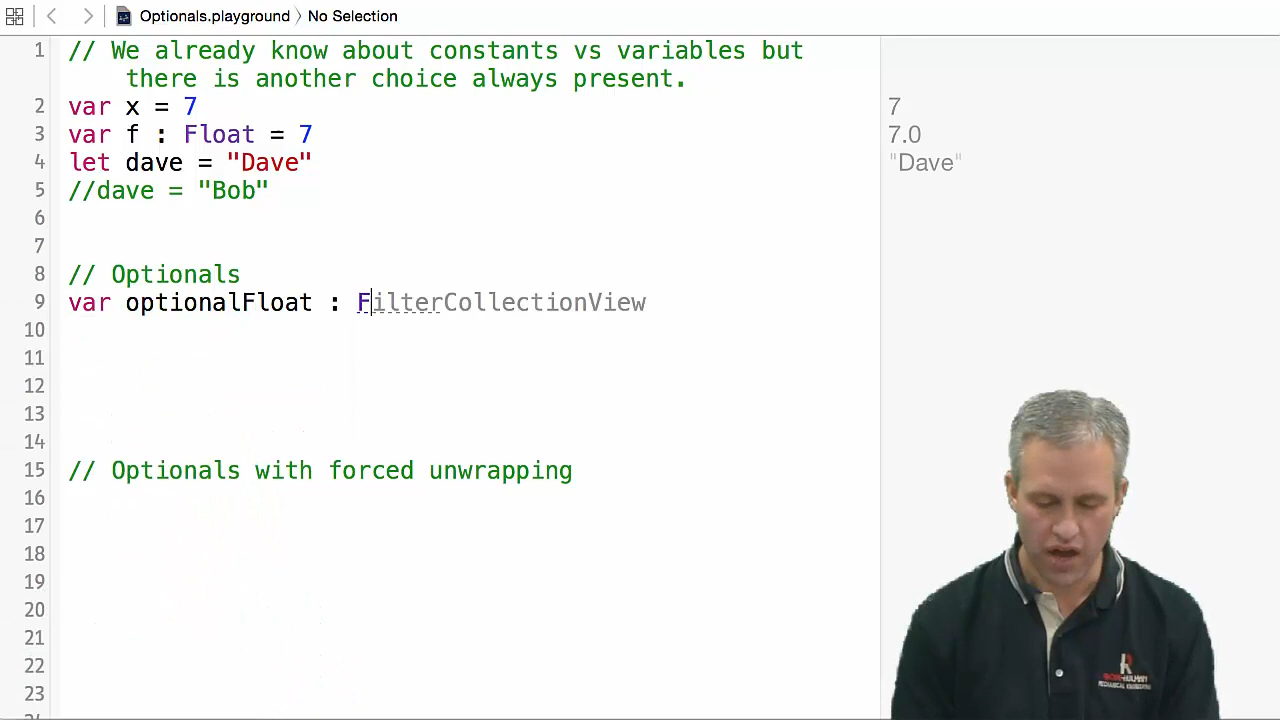 Optionals.playground 〉 No Selection
1 // We already know about constants vs variables but
there is another choice always present.
2 var x = 7 7
3 var f : Float = 7 7.0
4 let dave = "Dave" "Dave"
5 //dave = "Bob"
6
7
8 // Optionals
9 var optionalFloat : FilterCollectionView
10
11
12
13
14
15 // Optionals with forced unwrapping
16
17
18
19
20
21
22
23